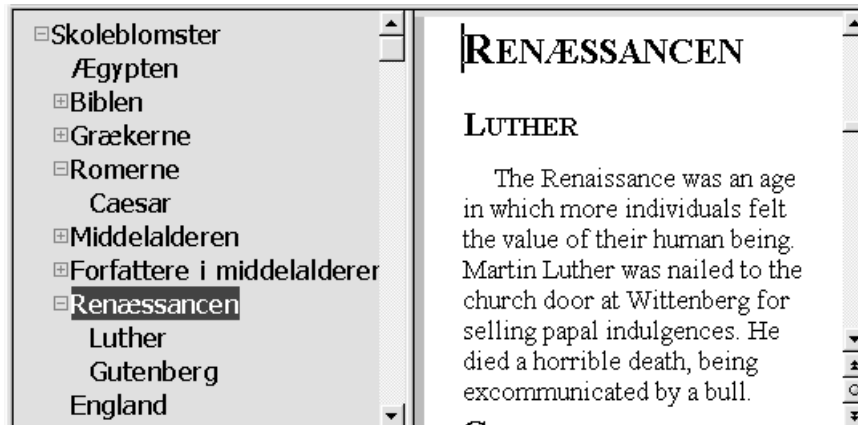 Skoleblomster
Ægypten
Biblen
Grækerne
Romerne
Caesar
Middelalderen
Forfattere i middelalderer
Renæssancen
Luther
Gutenberg
England
RENÆSSANCEN
LUTHER
The Renaissance was an age
in which more individuals felt
the value of their human being.
Martin Luther was nailed to the
church door at Wittenberg for
selling papal indulgences. He
died a horrible death, being
excommunicated by a bull.